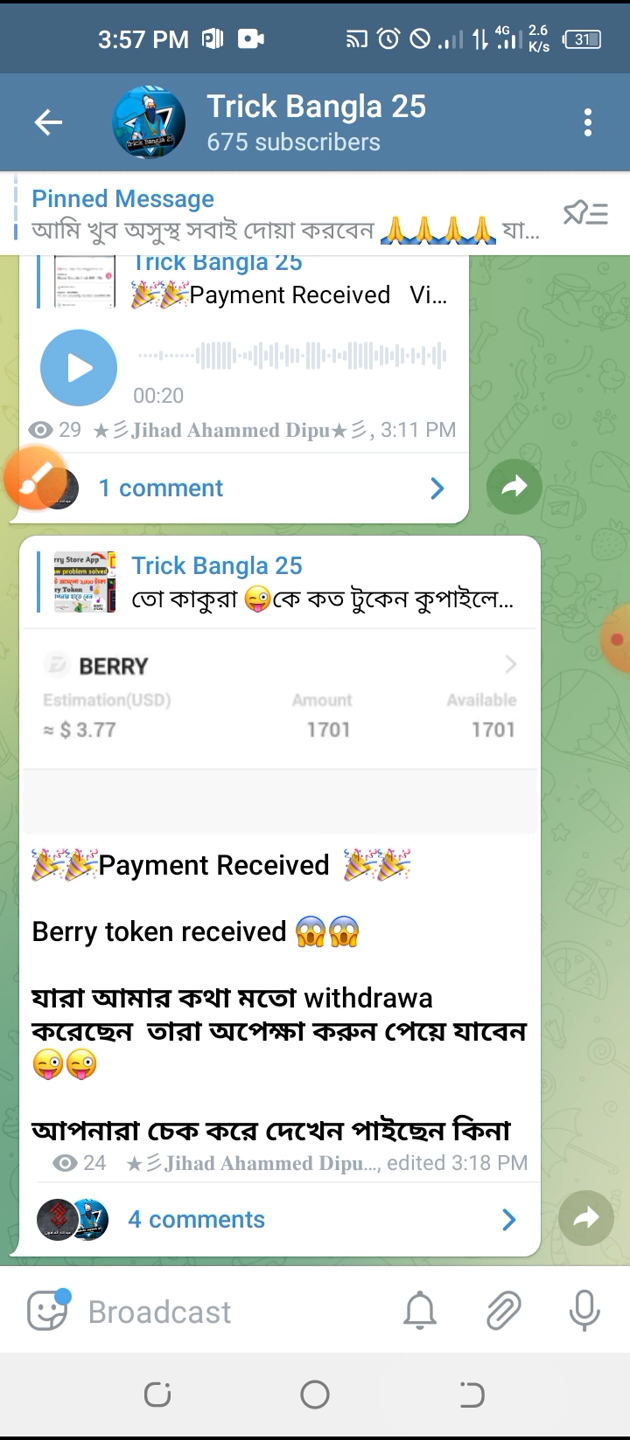 3:57 PM
4G 2.6 K/s 31
Trick Bangla 25
675 subscribers
Pinned Message
আমি খুব অসুস্থ সবাই দোয়া করবেন 🙏🙏🙏🙏 যা...
Trick Bangla 25
🎉🎉Payment Received Vi...
00:20
29 ★彡Jihad Ahammed Dipu★彡, 3:11 PM
1 comment
Trick Bangla 25
তো কাকুরা 😜কে কত টুকেন কুপাইলে...
BERRY
Estimation(USD) Amount Available
≈ $ 3.77 1701 1701
🎉🎉Payment Received 🎉🎉
Berry token received 😱😱
যারা আমার কথা মতো withdrawa
করেছেন তারা অপেক্ষা করুন পেয়ে যাবেন
😜😜
আপনারা চেক করে দেখেন পাইছেন কিনা
24 ★彡Jihad Ahammed Dipu..., edited 3:18 PM
4 comments
Broadcast